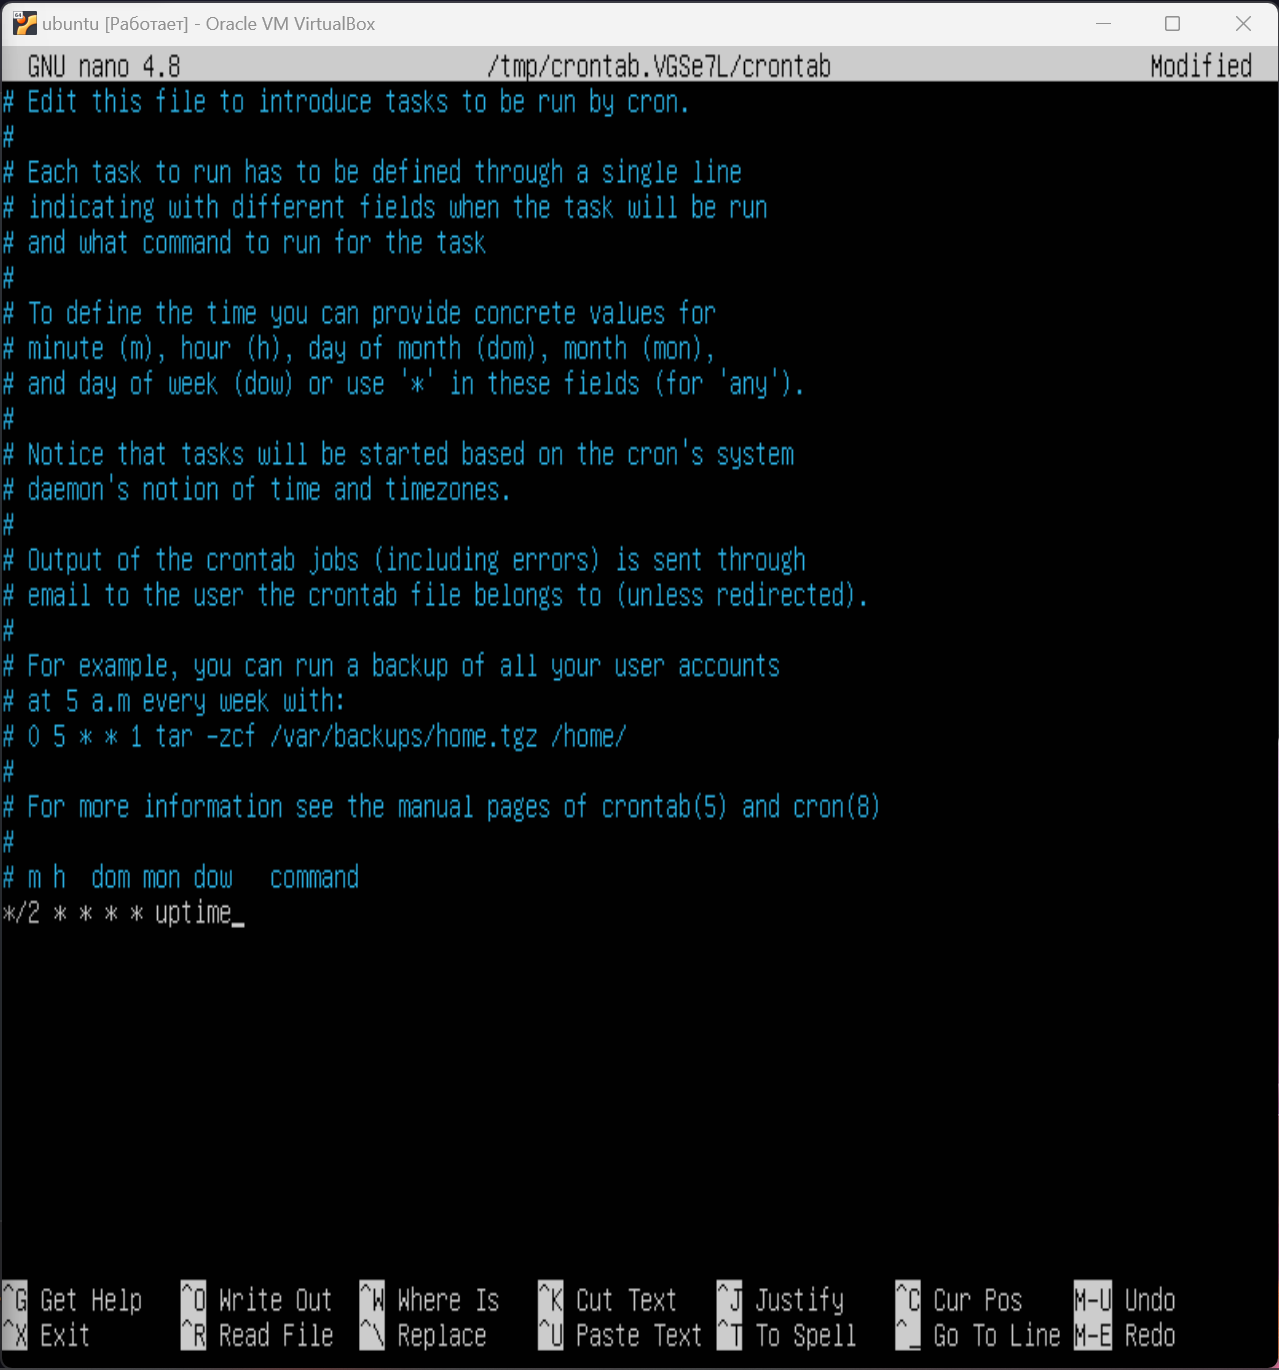 ubuntu [Работает] - Oracle VM VirtualBox
GNU nano 4.8 /tmp/crontab.VGSe7L/crontab Modified
# Edit this file to introduce tasks to be run by cron.
#
# Each task to run has to be defined through a single line
# indicating with different fields when the task will be run
# and what command to run for the task
#
# To define the time you can provide concrete values for
# minute (m), hour (h), day of month (dom), month (mon),
# and day of week (dow) or use '*' in these fields (for 'any').
#
# Notice that tasks will be started based on the cron's system
# daemon's notion of time and timezones.
#
# Output of the crontab jobs (including errors) is sent through
# email to the user the crontab file belongs to (unless redirected).
#
# For example, you can run a backup of all your user accounts
# at 5 a.m every week with:
# 0 5 * * 1 tar -zcf /var/backups/home.tgz /home/
#
# For more information see the manual pages of crontab(5) and cron(8)
#
# m h  dom mon dow   command
*/2 * * * * uptime_
^G Get Help ^O Write Out ^W Where Is ^K Cut Text ^J Justify ^C Cur Pos M-U Undo
^X Exit ^R Read File ^\ Replace ^U Paste Text ^T To Spell ^_ Go To Line M-E Redo